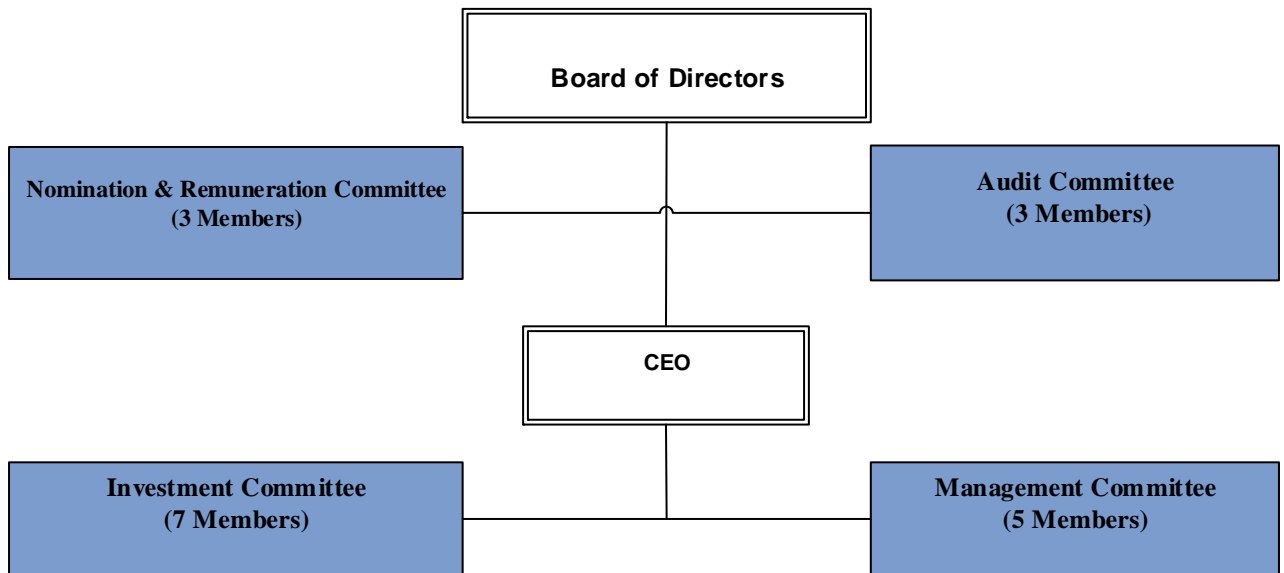 Board of Directors
Nomination & Remuneration Committee
(3 Members)
Audit Committee
(3 Members)
CEO
Investment Committee
(7 Members)
Management Committee
(5 Members)